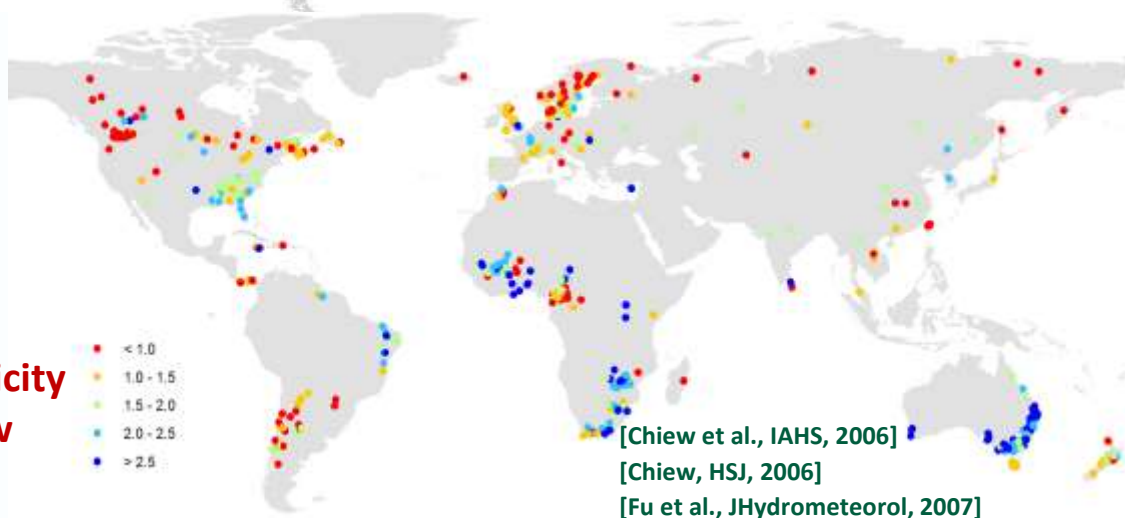 < 1.0
1.0 - 1.5
1.5 - 2.0
2.0 - 2.5
> 2.5
[Chiew et al., IAHS, 2006]
[Chiew, HSJ, 2006]
[Fu et al., JHydrometeorol, 2007]